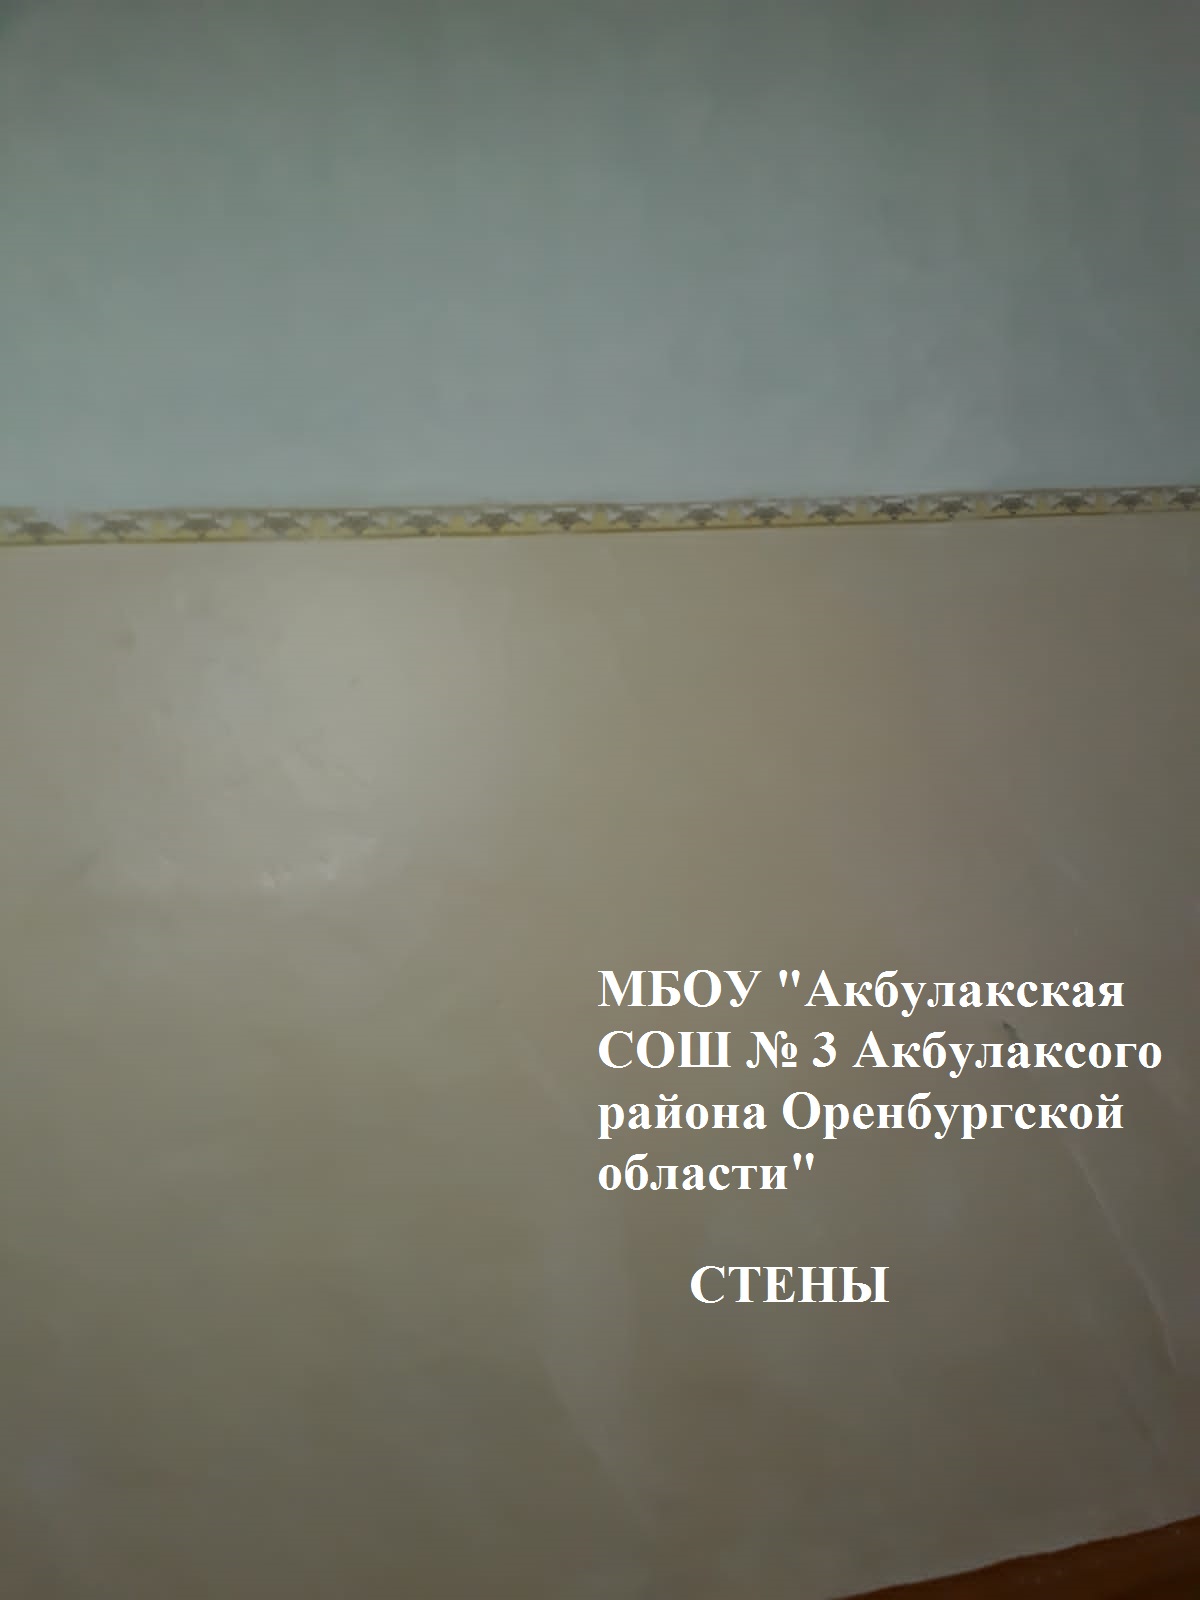 МБОУ "Акбулакская
СОШ № 3 Акбулаксого
района Оренбургской
области"
СТЕНЫ